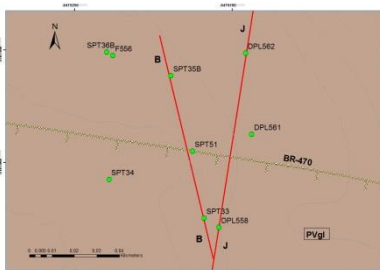 N
J
SPT36B
F556
DPL562
B
SPT35B
DPL561
SPT51
BR-470
SPT34
SPT33
DPL558
PVgl
B
J
Kilometers